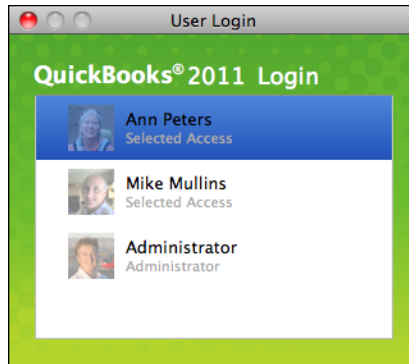 User Login
QuickBooks® 2011 Login
Ann Peters
Selected Access
Mike Mullins
Selected Access
Administrator
Administrator